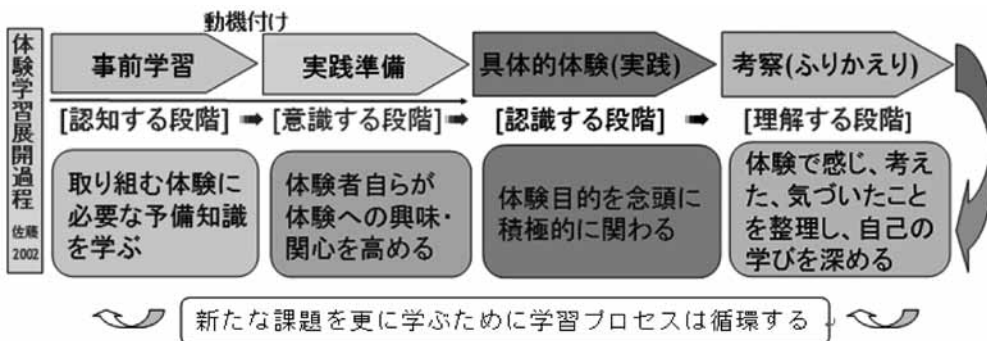 体験学習展開過程
佐藤
2002
動機付け
事前学習
実践準備
具体的体験(実践)
考察(ふりかえり)
[認知する段階]
[意識する段階]
[認識する段階]
[理解する段階]
取り組む体験に
必要な予備知識
を学ぶ
体験者自らが
体験への興味・
関心を高める
体験目的を念頭に
積極的に関わる
体験で感じ、考え
た、気づいたこと
を整理し、自己の
学びを深める
新たな課題を更に学ぶために学習プロセスは循環する